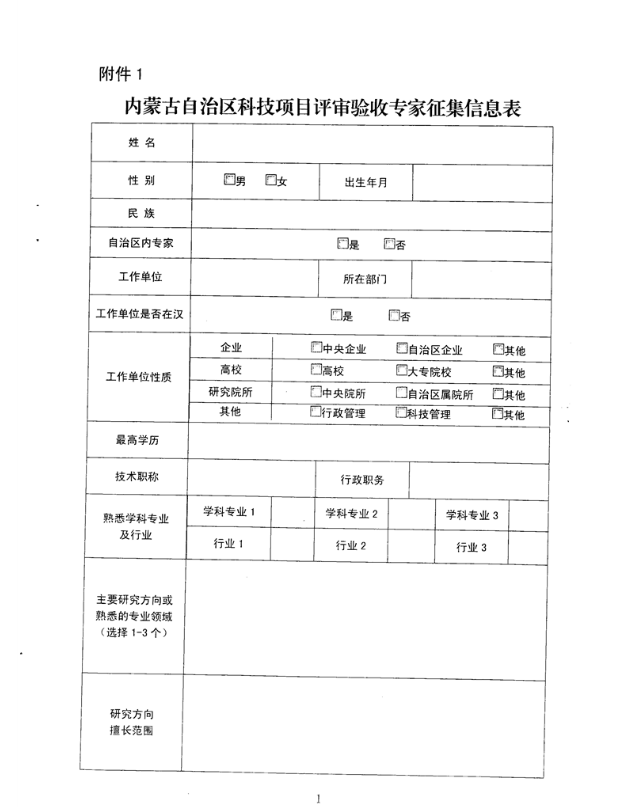 附件1
内蒙古自治区科技项目评审验收专家征集信息表
姓 名
性 别 □男 □女 出生年月
民 族
自治区内专家 □是 □否
工作单位 所在部门
工作单位是否在汉 □是 □否
工作单位性质
企业 □中央企业 □自治区企业 □其他
高校 □高校 □大专院校 □其他
研究院所 □中央院所 □自治区属院所 □其他
其他 □行政管理 □科技管理 □其他
最高学历
技术职称 行政职务
熟悉学科专业
及行业
学科专业1 学科专业2 学科专业3
行业1 行业2 行业3
主要研究方向或
熟悉的专业领域
（选择1-3个）
研究方向
擅长范围
1